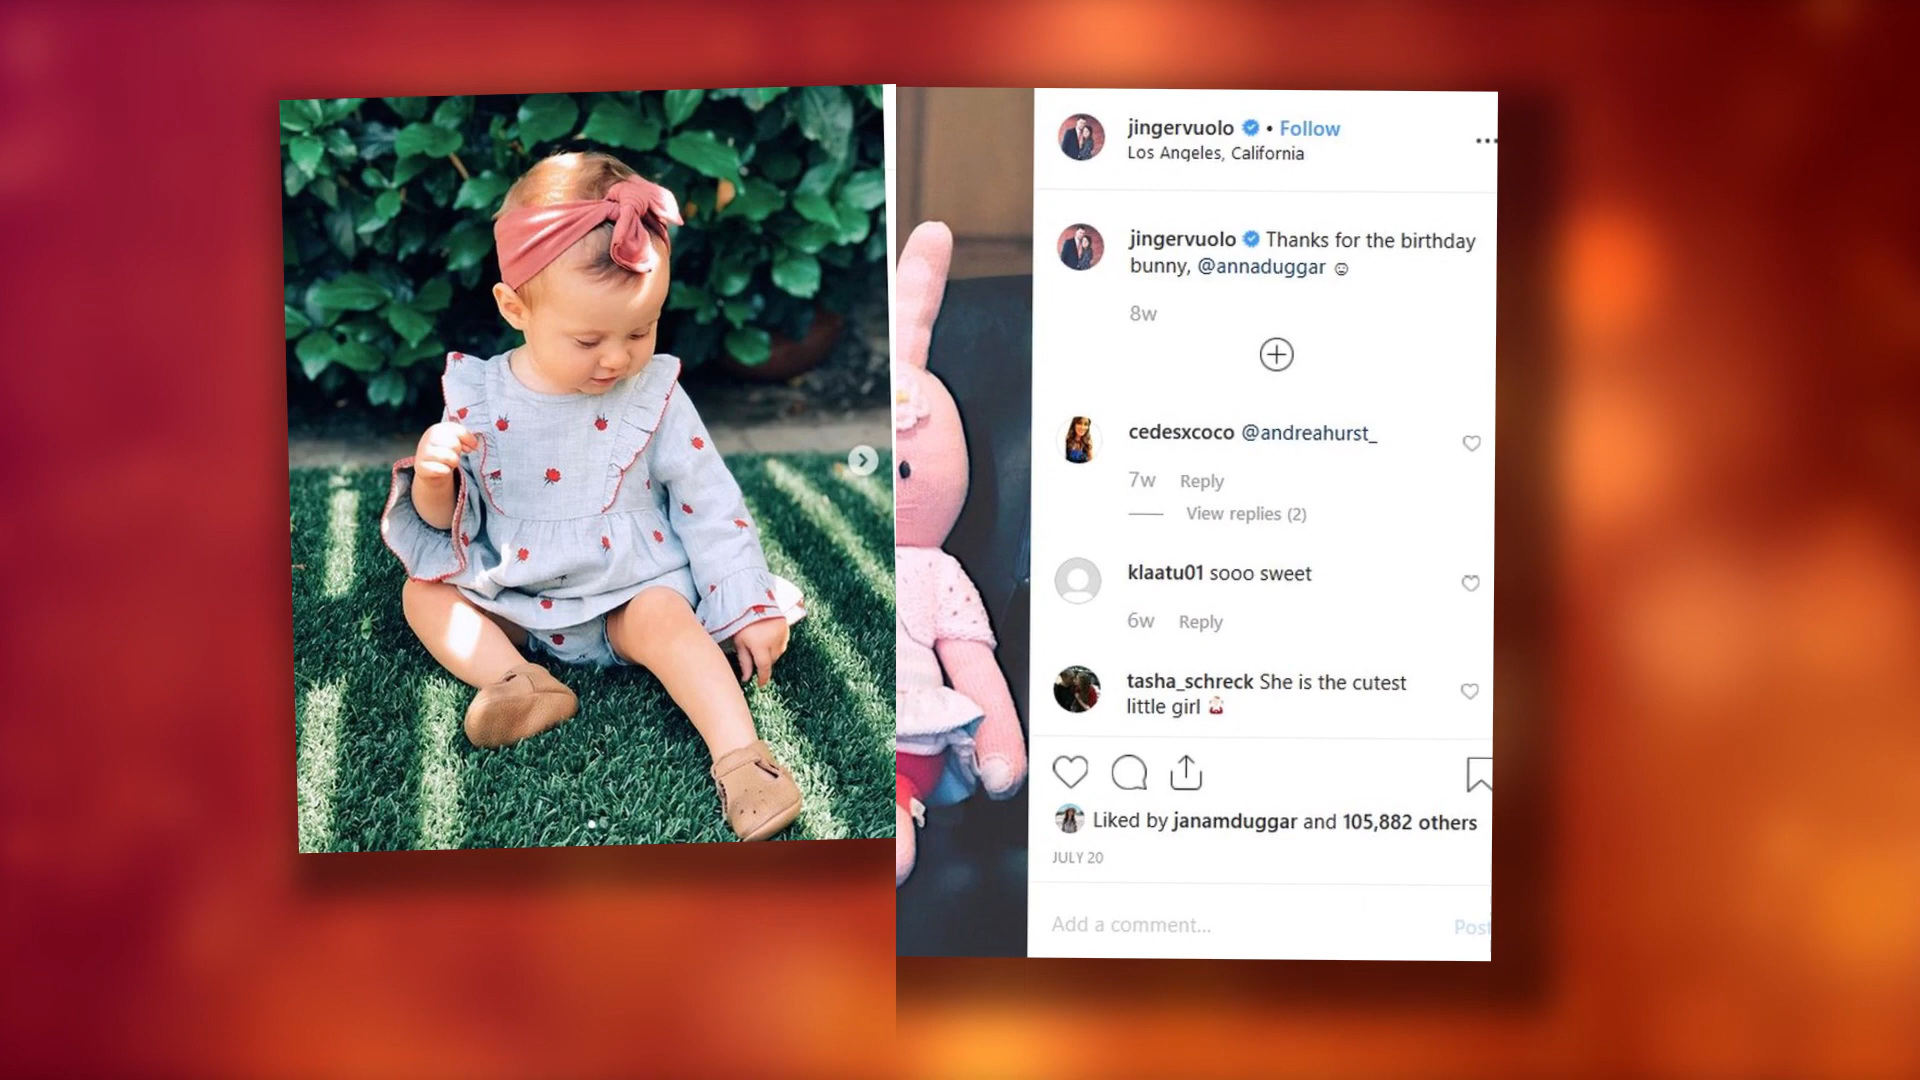 jingervuolo • Follow
Los Angeles, California
...
jingervuolo Thanks for the birthday
bunny, @annaduggar ☺
8w
cedesxcoco @andreahurst_
7w Reply
View replies (2)
klaatu01 sooo sweet
6w Reply
tasha_schreck She is the cutest
little girl
Liked by janamduggar and 105,882 others
JULY 20
Add a comment...
Post